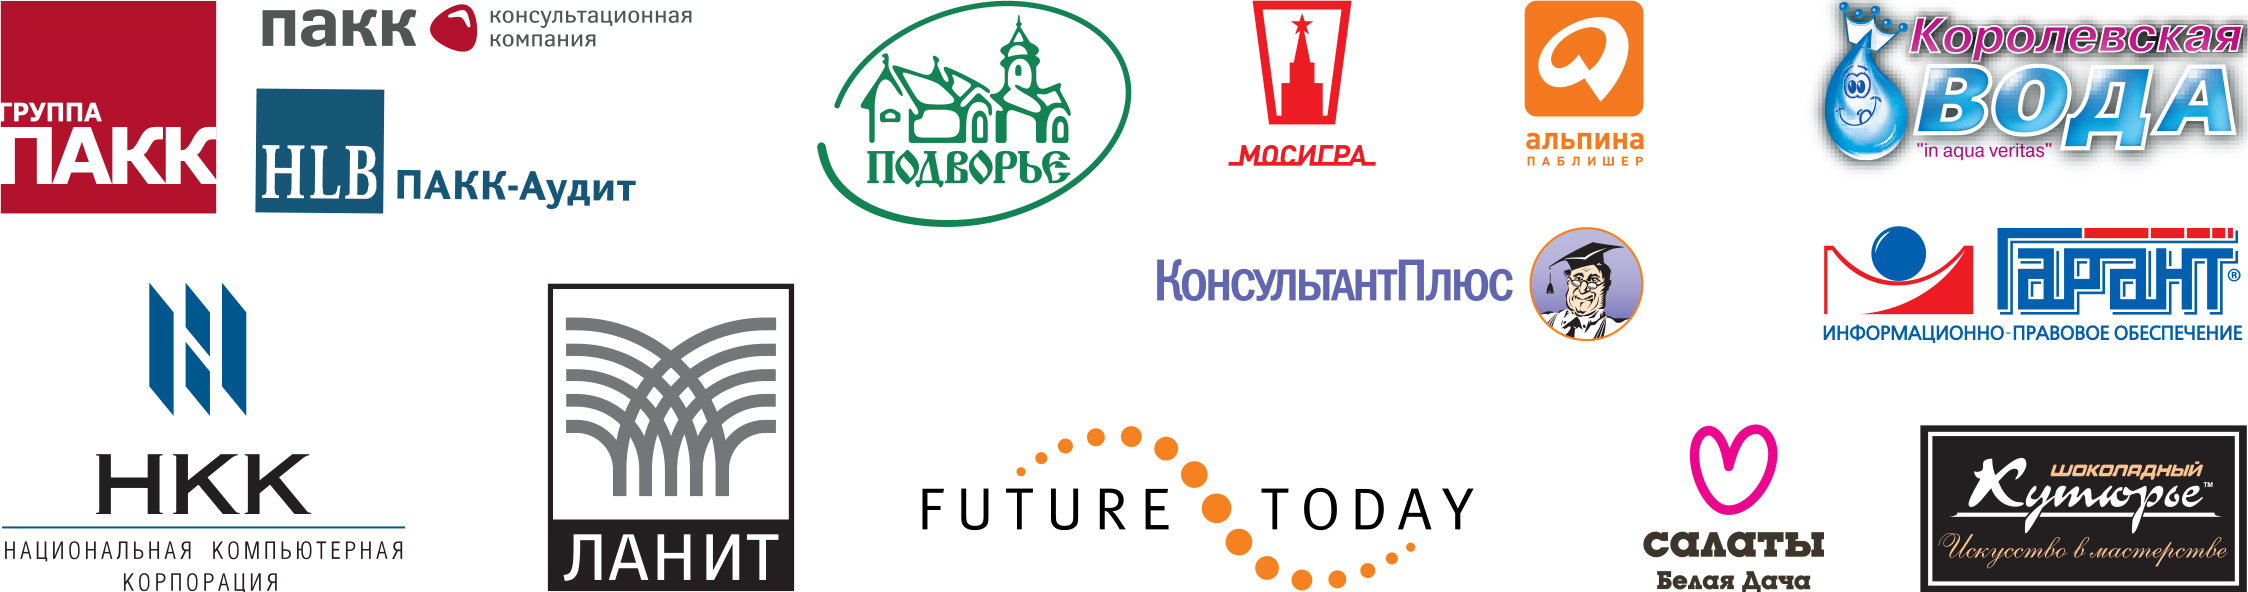 ГРУППА
ПАКК
пакк
консультационная
компания
HLB
ПАКК-Аудит
ПОДВОРЬЕ
МОСИГРА
альпина
ПАБЛИШЕР
Королевская
ВОДА
"in aqua veritas"
КонсультантПлюс
Гарант®
ИНФОРМАЦИОННО-ПРАВОВОЕ ОБЕСПЕЧЕНИЕ
НКК
НАЦИОНАЛЬНАЯ КОМПЬЮТЕРНАЯ
КОРПОРАЦИЯ
ЛАНИТ
FUTURE TODAY
САЛАТЫ
Белая Дача
ШОКОЛАДНЫЙ
Кутюрье™
Искусство в мастерстве